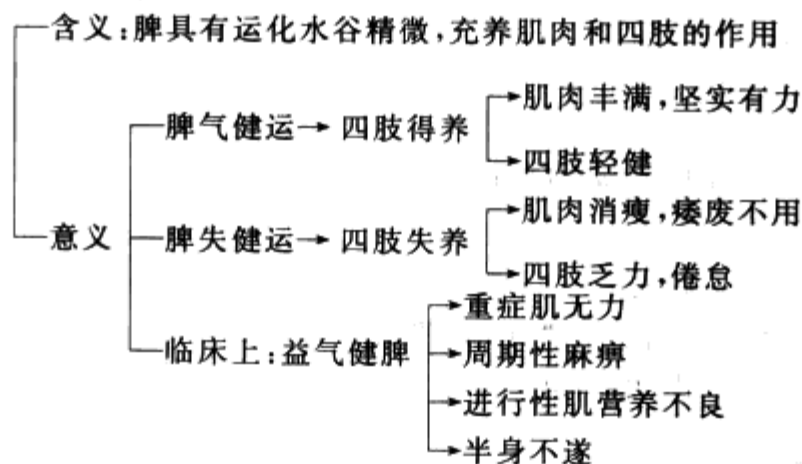 含义:脾具有运化水谷精微,充养肌肉和四肢的作用
肌肉丰满,坚实有力
脾气健运 四肢得养
四肢轻健
肌肉消瘦,痿废不用
意义 脾失健运 四肢失养
四肢乏力,倦怠
重症肌无力
临床上:益气健脾 周期性麻痹
进行性肌营养不良
半身不遂